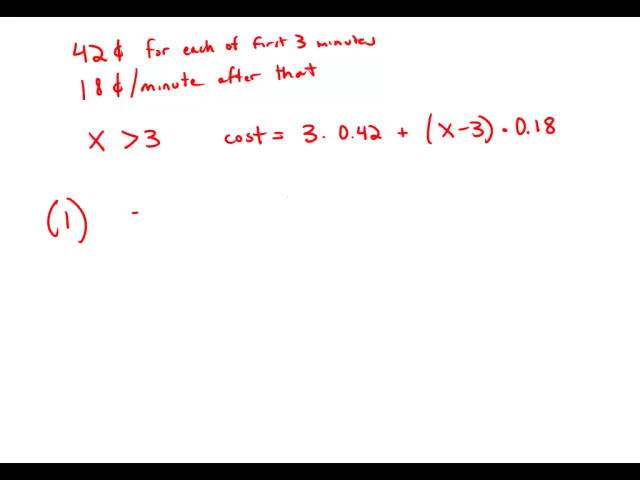 42¢ for each of first 3 minutes
18¢/minute after that
x >3 cost = 3. 0.42 + (x-3) • 0.18
(1) -